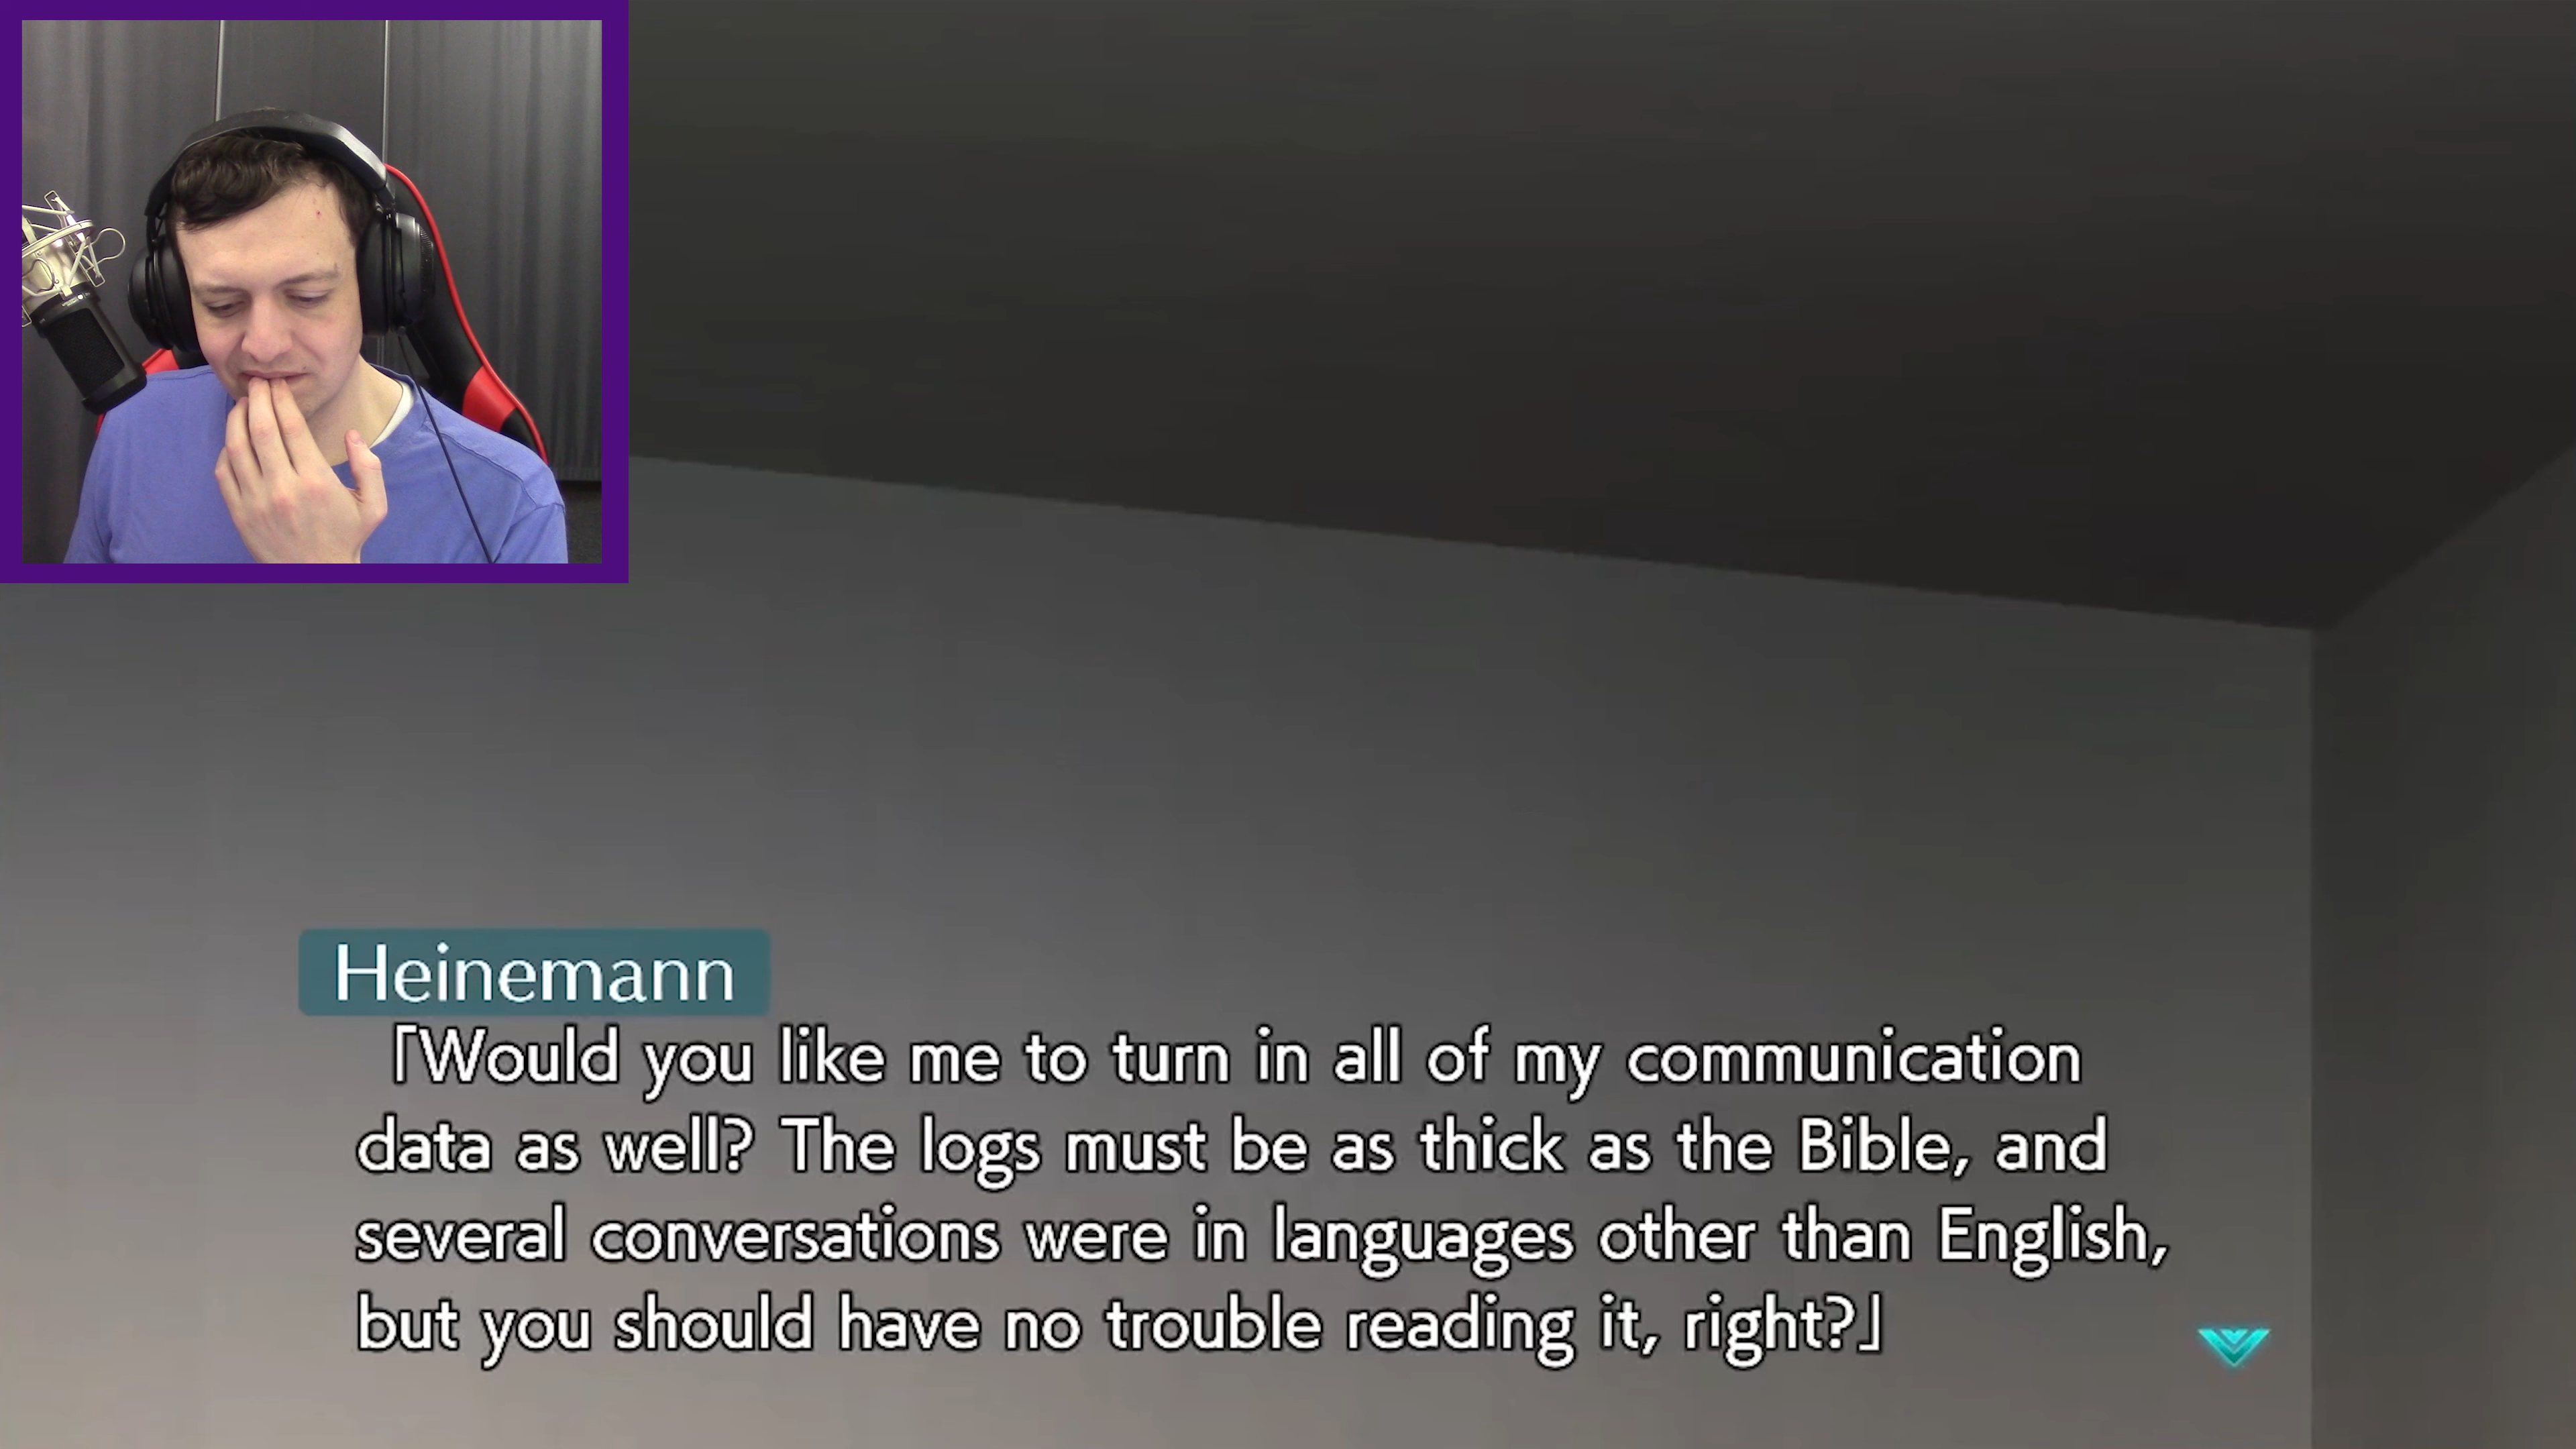 Heinemann
「Would you like me to turn in all of my communication
data as well? The logs must be as thick as the Bible, and
several conversations were in languages other than English,
but you should have no trouble reading it, right?」